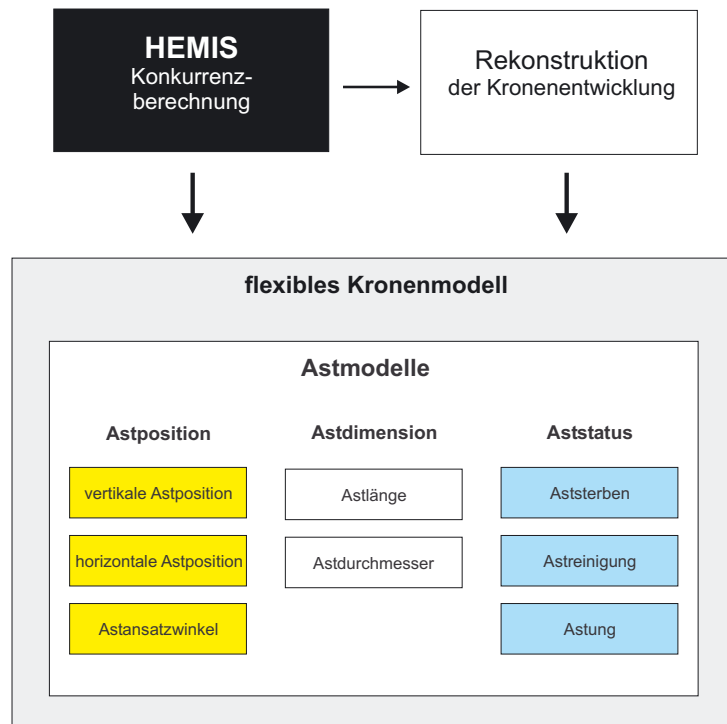 HEMIS
Konkurrenz-
berechnung
Rekonstruktion
der Kronenentwicklung
flexibles Kronenmodell
Astmodelle
Astposition
Astdimension
Aststatus
vertikale Astposition
Astlänge
Aststerben
horizontale Astposition
Astdurchmesser
Astreinigung
Astansatzwinkel
Astung